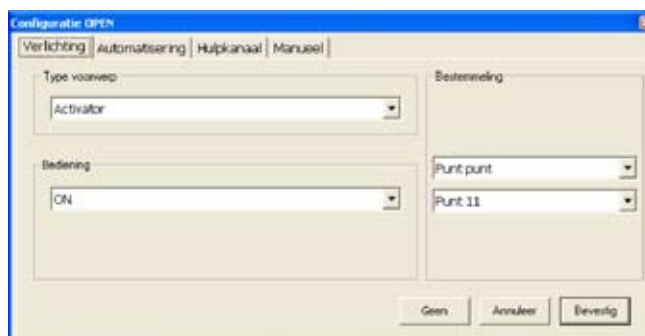 Configuratie OPEN
Verlichting Automatisering Hulpkanaal Manueel
Type voorwerp
Activator
Bediening
ON
Bestemmeling
Punt punt
Punt 11
Geen Annuleer Bevestig